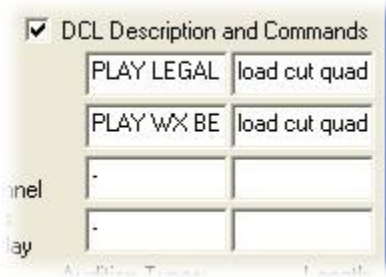 DCL Description and Commands
PLAY LEGAL load cut quad
PLAY WX BE load cut quad
nnel -
lay -